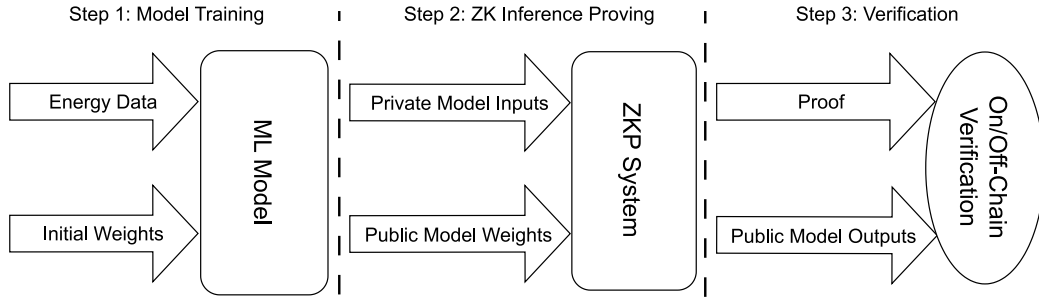 Step 1: Model Training
Energy Data
Initial Weights
ML Model
Step 2: ZK Inference Proving
Private Model Inputs
Public Model Weights
ZKP System
Step 3: Verification
Proof
Public Model Outputs
On/Off-Chain
Verification